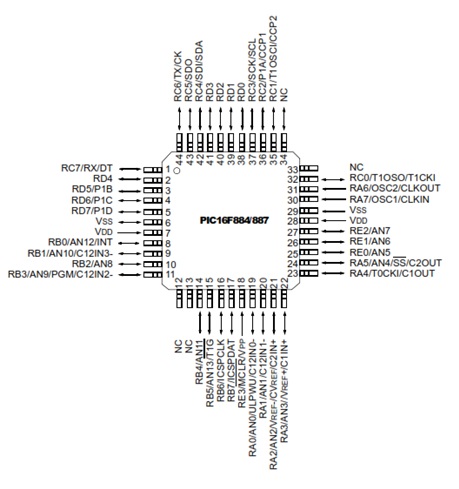 RC6/TX/CK
RC5/SDO
RC4/SDI/SDA
RD3
RD2
RD1
RD0
RC3/SCK/SCL
RC2/P1A/CCP1
RC1/T1OSCI/CCP2
NC
44
43
42
41
40
39
38
37
36
35
34
RC7/RX/DT 1
RD4 2
RD5/P1B 3
RD6/P1C 4
RD7/P1D 5
VSS 6
VDD 7
RB0/AN12/INT 8
RB1/AN10/C12IN3- 9
RB2/AN8 10
RB3/AN9/PGM/C12IN2- 11
PIC16F884/887
33 NC
32 RC0/T1OSO/T1CKI
31 RA6/OSC2/CLKOUT
30 RA7/OSC1/CLKIN
29 VSS
28 VDD
27 RE2/AN7
26 RE1/AN6
25 RE0/AN5
24 RA5/AN4/SS/C2OUT
23 RA4/T0CKI/C1OUT
12
13
14
15
16
17
18
19
20
21
22
NC
NC
RB4/AN11
RB5/AN13/T1G
RB6/ICSPCLK
RB7/ICSPDAT
RE3/MCLR/VPP
RA0/AN0/ULPWU/C12IN0-
RA1/AN1/C12IN1-
RA2/AN2/VREF-/CVREF/C2IN+
RA3/AN3/VREF+/C1IN+